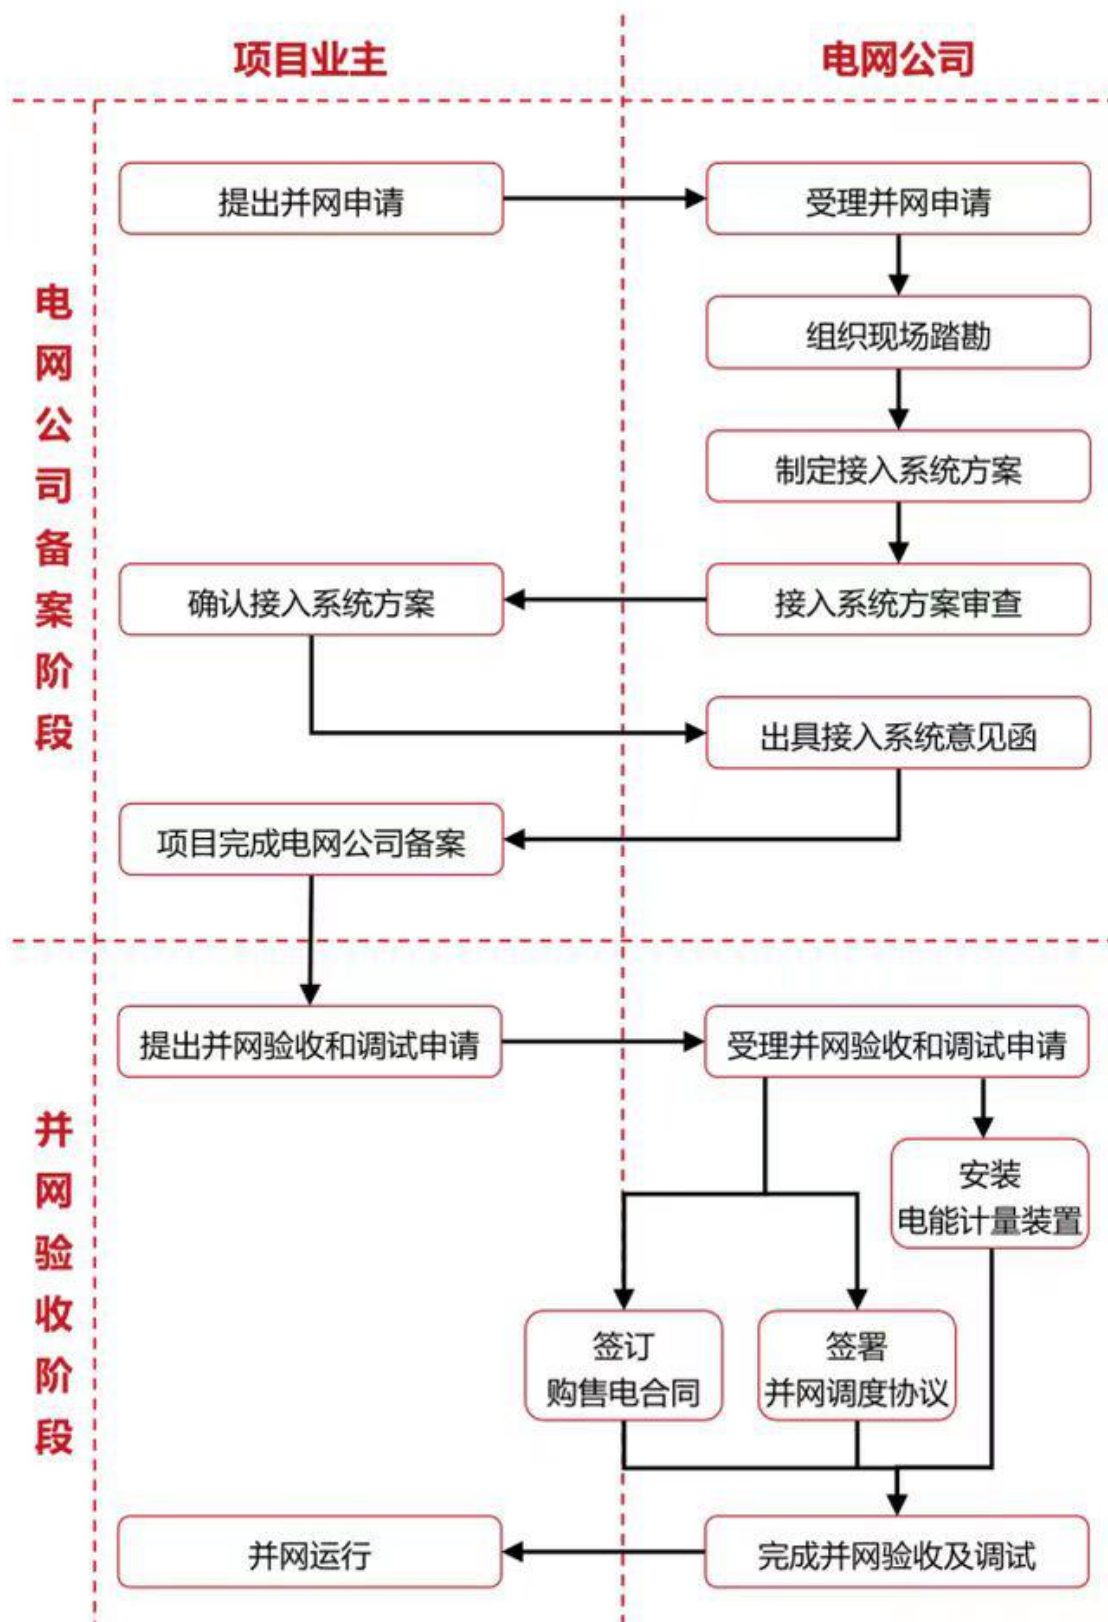 项目业主
电网公司
电网公司备案阶段
提出并网申请
受理并网申请
组织现场踏勘
制定接入系统方案
确认接入系统方案
接入系统方案审查
出具接入系统意见函
项目完成电网公司备案
并网验收阶段
提出并网验收和调试申请
受理并网验收和调试申请
安装
电能计量装置
签订
购售电合同
签署
并网调度协议
并网运行
完成并网验收及调试